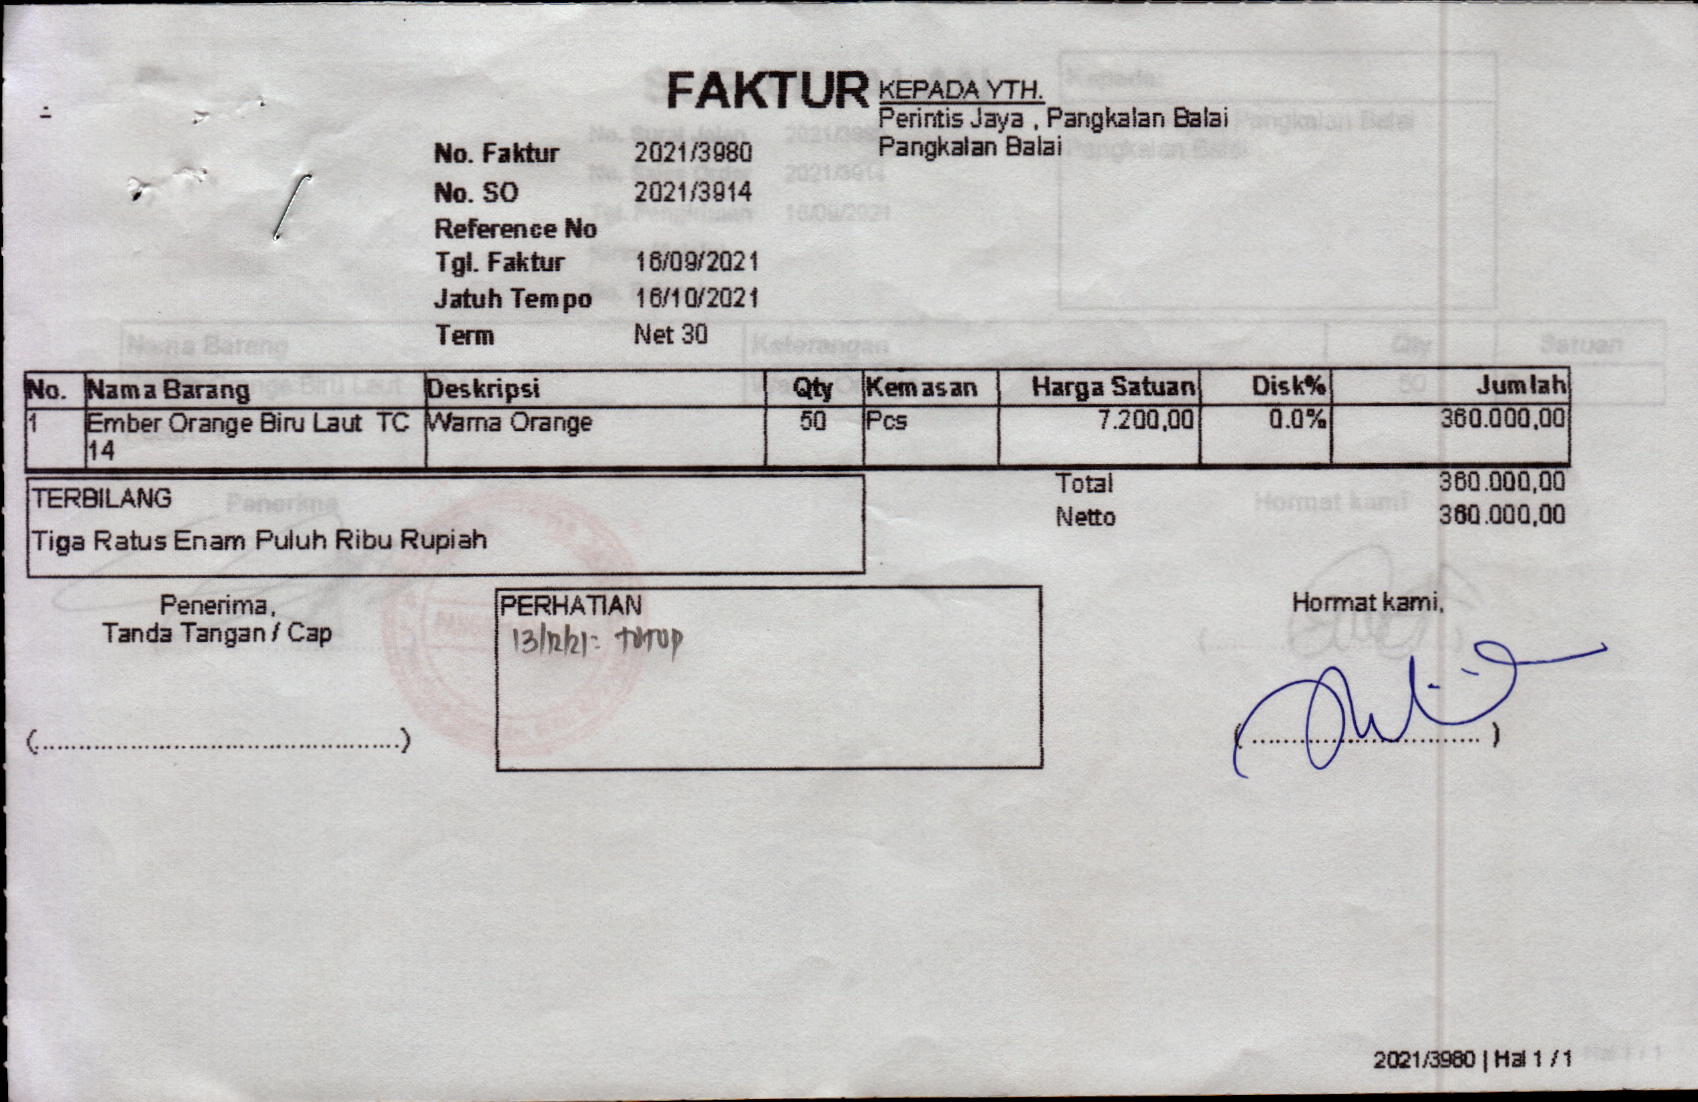 FAKTUR
KEPADA YTH.
Perintis Jaya , Pangkalan Balai
Pangkalan Balai
No. Faktur 2021/3980
No. SO 2021/3914
Reference No
Tgl. Faktur 16/09/2021
Jatuh Tempo 16/10/2021
Term Net 30
No. Nama Barang Deskripsi Qty Kemasan Harga Satuan Disk% Jumlah
1 Ember Orange Biru Laut TC Warna Orange 50 Pcs 7.200,00 0.0% 360.000,00
14
Total 360.000,00
Netto 360.000,00
TERBILANG
Tiga Ratus Enam Puluh Ribu Rupiah
Penerima,
Tanda Tangan / Cap
(..............................................)
PERHATIAN
13/12/21: TUTUP
Hormat kami,
(.............................. )
2021/3980 | Hal 1 / 1